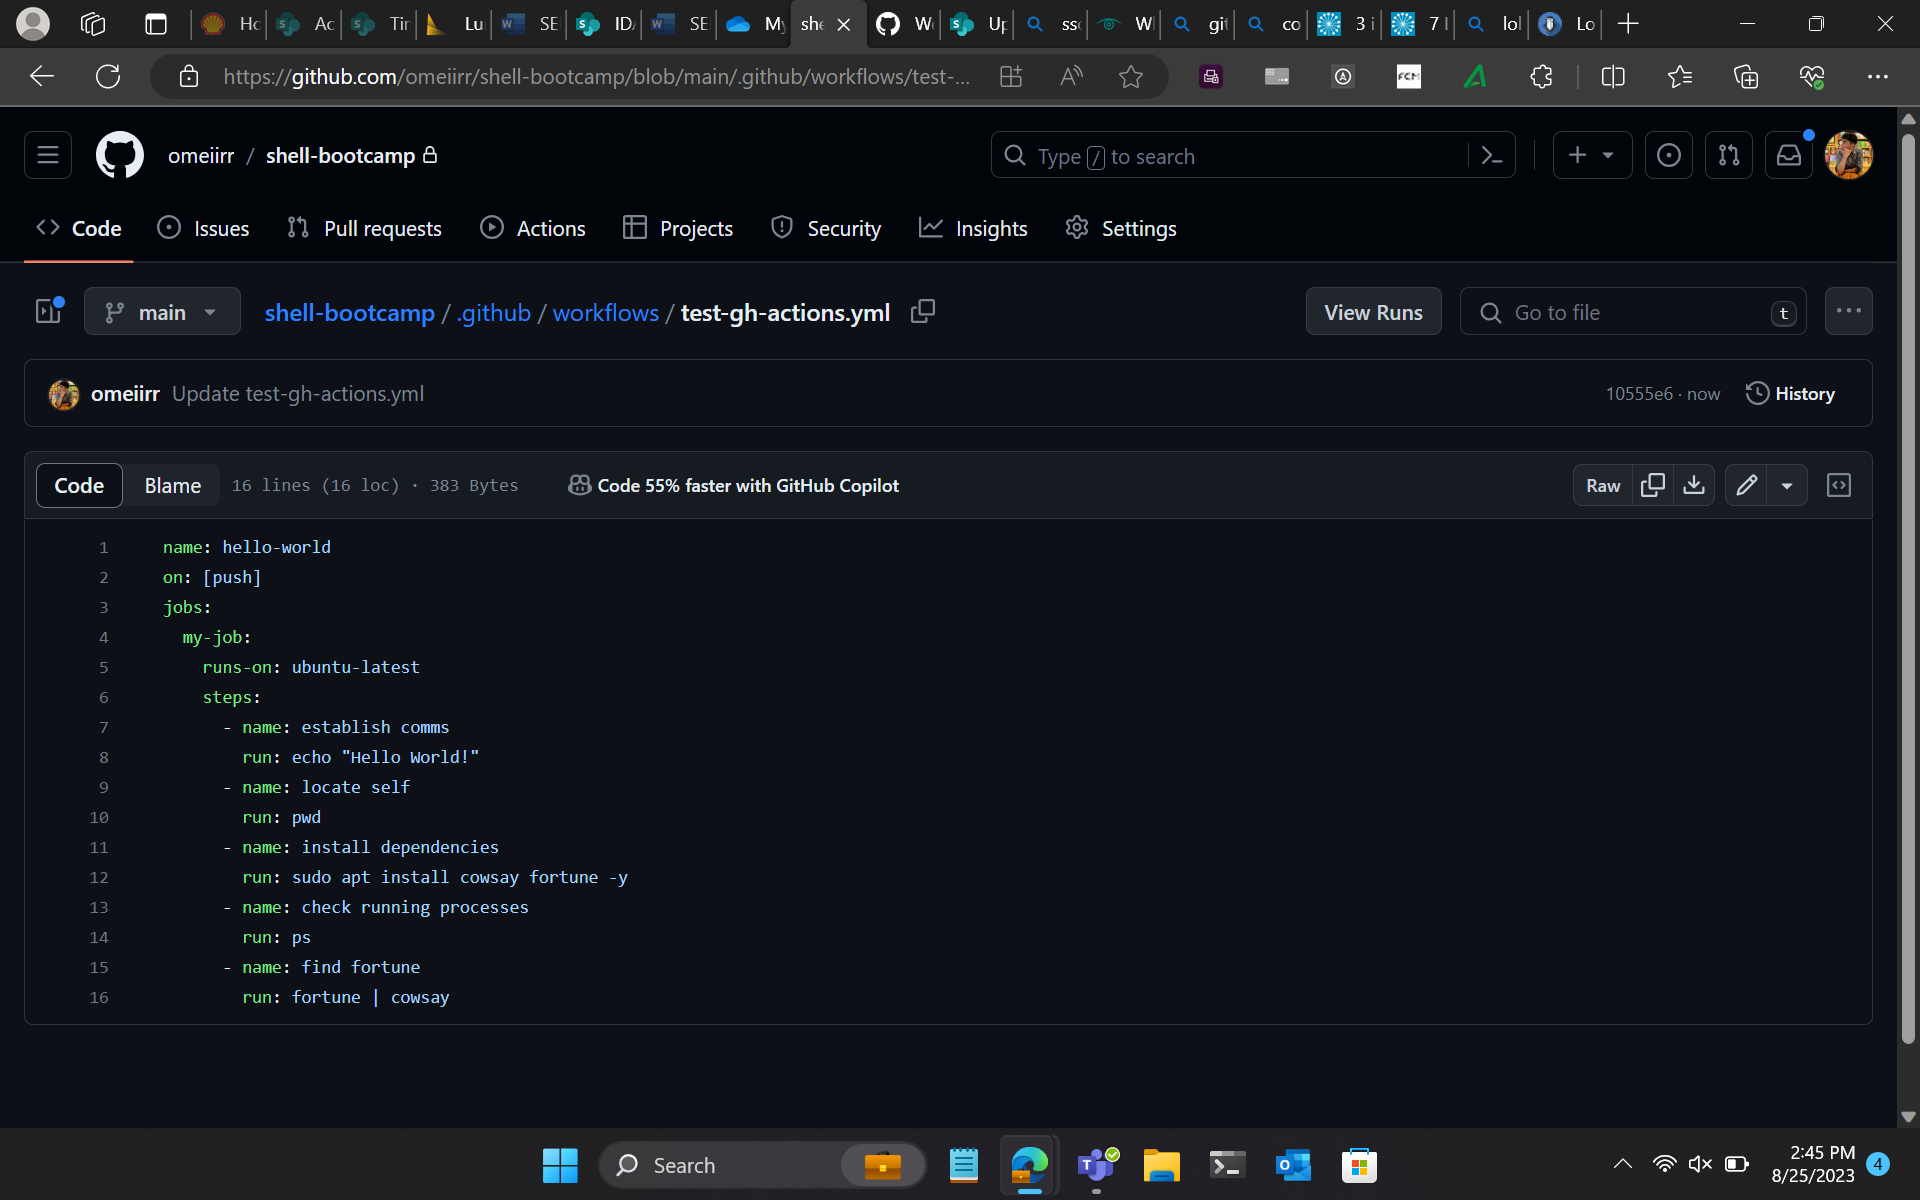 Ho
Ac
Tir
Lu
SE
ID
SE
My
she
W
Up
ss
W
git
co
3 i
7 l
lol
Lo
https://github.com/omeiirr/shell-bootcamp/blob/main/.github/workflows/test-...
FCM
omeiirr / shell-bootcamp
Type / to search
Code
Issues
Pull requests
Actions
Projects
Security
Insights
Settings
main
shell-bootcamp / .github / workflows / test-gh-actions.yml
View Runs
Go to file
t
omeiirr Update test-gh-actions.yml
10555e6 · now
History
Code
Blame
16 lines (16 loc) · 383 Bytes
Code 55% faster with GitHub Copilot
Raw
1 name: hello-world
2 on: [push]
3 jobs:
4 my-job:
5 runs-on: ubuntu-latest
6 steps:
7 - name: establish comms
8 run: echo "Hello World!"
9 - name: locate self
10 run: pwd
11 - name: install dependencies
12 run: sudo apt install cowsay fortune -y
13 - name: check running processes
14 run: ps
15 - name: find fortune
16 run: fortune | cowsay
Search
2:45 PM
8/25/2023
4